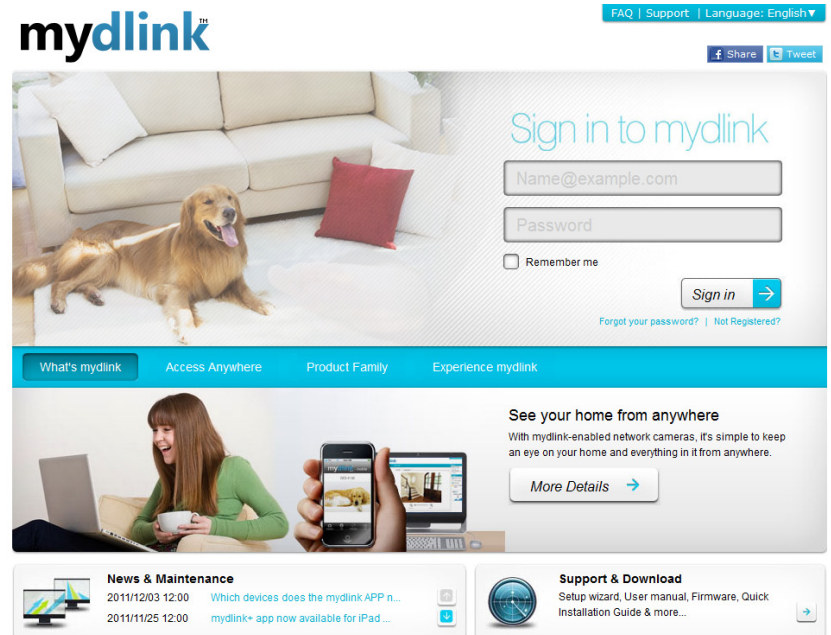 mydlink™
FAQ | Support | Language: English▼
Share Tweet
Sign in to mydlink
Name@example.com
Password
Remember me
Sign in
Forgot your password? | Not Registered?
What's mydlink Access Anywhere Product Family Experience mydlink
See your home from anywhere
With mydlink-enabled network cameras, it's simple to keep
an eye on your home and everything in it from anywhere.
More Details
News & Maintenance
2011/12/03 12:00 Which devices does the mydlink APP n...
2011/11/25 12:00 mydlink+ app now available for iPad ...
Support & Download
Setup wizard, User manual, Firmware, Quick
Installation Guide & more...